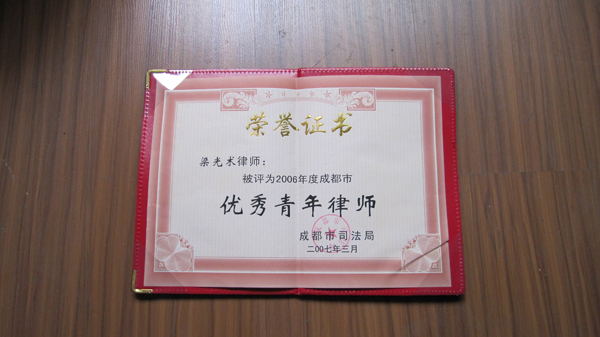 荣誉证书
梁光术律师：
被评为2006年度成都市
优秀青年律师
成都市司法局
二00七年三月